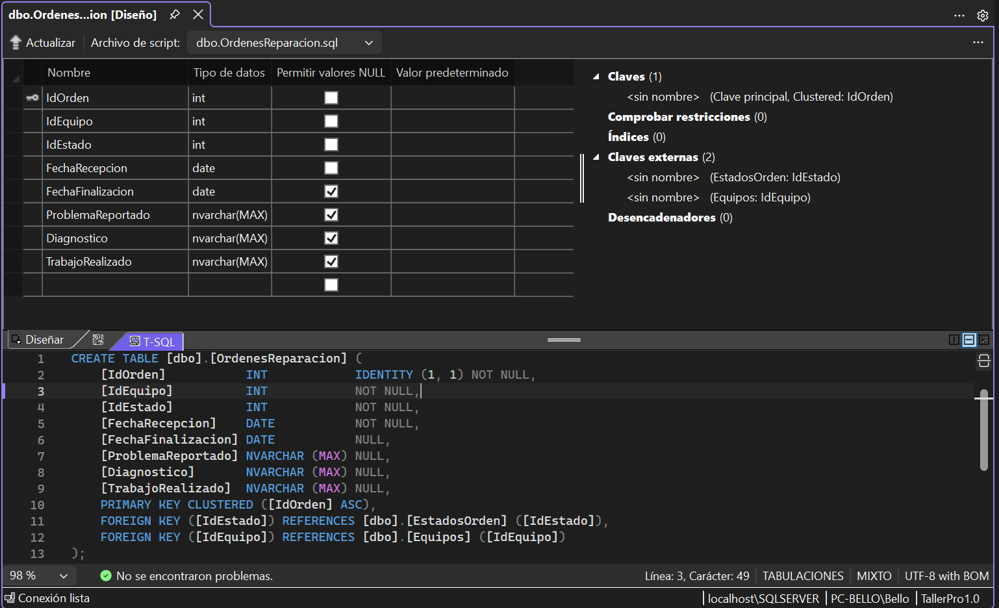 dbo.Ordenes...ion [Diseño]
Actualizar
Archivo de script:
dbo.OrdenesReparacion.sql
Nombre Tipo de datos Permitir valores NULL Valor predeterminado
IdOrden int
IdEquipo int
IdEstado int
FechaRecepcion date
FechaFinalizacion date
ProblemaReportado nvarchar(MAX)
Diagnostico nvarchar(MAX)
TrabajoRealizado nvarchar(MAX)
Claves (1)
<sin nombre> (Clave principal, Clustered: IdOrden)
Comprobar restricciones (0)
Índices (0)
Claves externas (2)
<sin nombre> (EstadosOrden: IdEstado)
<sin nombre> (Equipos: IdEquipo)
Desencadenadores (0)
Diseñar
T-SQL
1 CREATE TABLE [dbo].[OrdenesReparacion] (
2 [IdOrden] INT IDENTITY (1, 1) NOT NULL,
3 [IdEquipo] INT NOT NULL,
4 [IdEstado] INT NOT NULL,
5 [FechaRecepcion] DATE NOT NULL,
6 [FechaFinalizacion] DATE NULL,
7 [ProblemaReportado] NVARCHAR (MAX) NULL,
8 [Diagnostico] NVARCHAR (MAX) NULL,
9 [TrabajoRealizado] NVARCHAR (MAX) NULL,
10 PRIMARY KEY CLUSTERED ([IdOrden] ASC),
11 FOREIGN KEY ([IdEstado]) REFERENCES [dbo].[EstadosOrden] ([IdEstado]),
12 FOREIGN KEY ([IdEquipo]) REFERENCES [dbo].[Equipos] ([IdEquipo])
13 );
98 %
No se encontraron problemas.
Línea: 3, Carácter: 49
TABULACIONES
MIXTO
UTF-8 with BOM
Conexión lista
localhost\SQLSERVER
PC-BELLO\Bello
TallerPro1.0